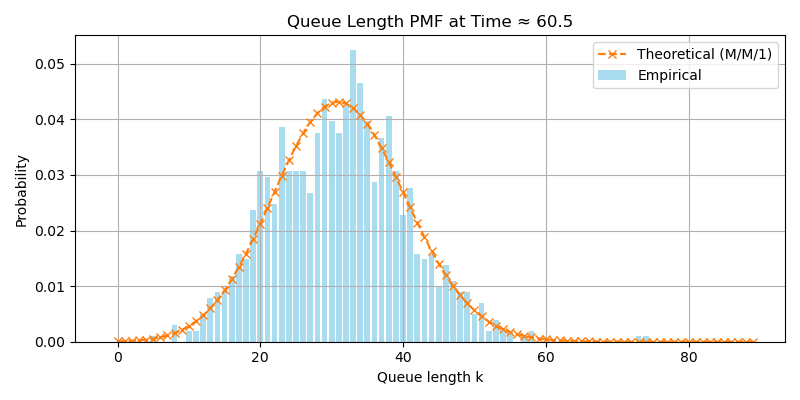 Queue Length PMF at Time ≈ 60.5
Theoretical (M/M/1)
Empirical
Probability
0.05
0.04
0.03
0.02
0.01
0.00
0 20 40 60 80
Queue length k